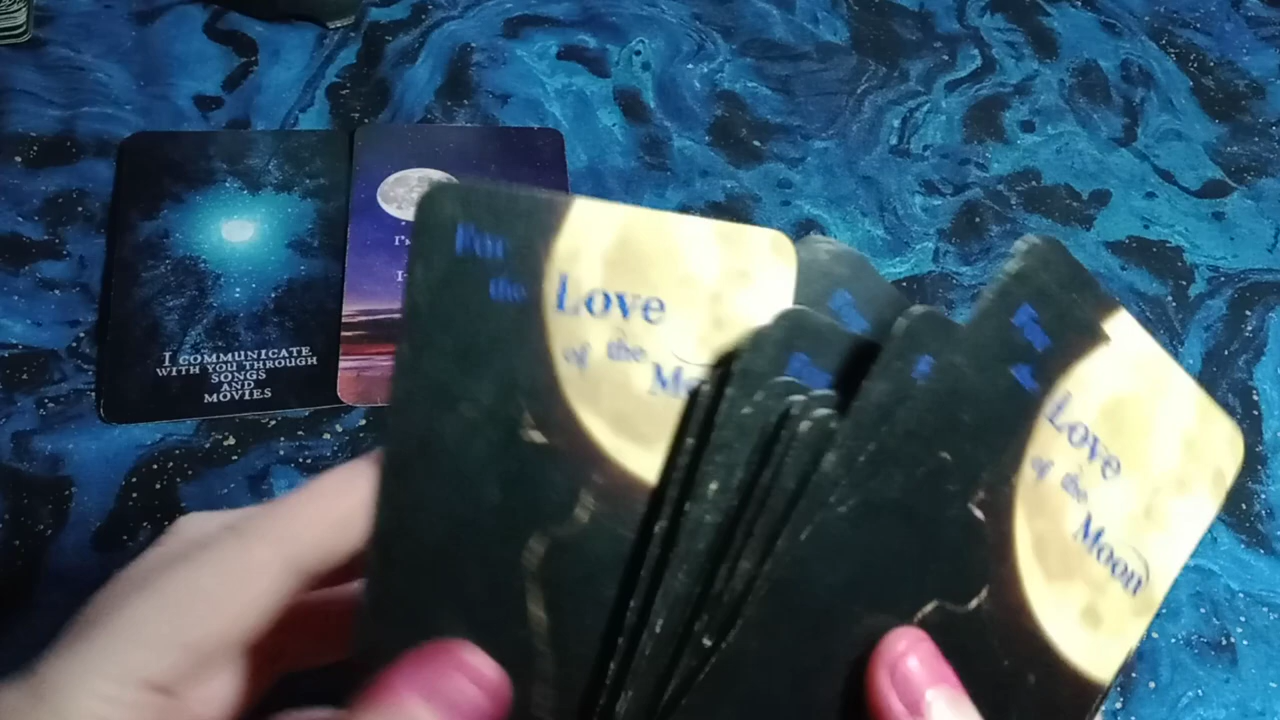 I COMMUNICATE
WITH YOU THROUGH
SONGS
AND
MOVIES
I'M
I
For
the
Love
of the
Love
of the
Moon